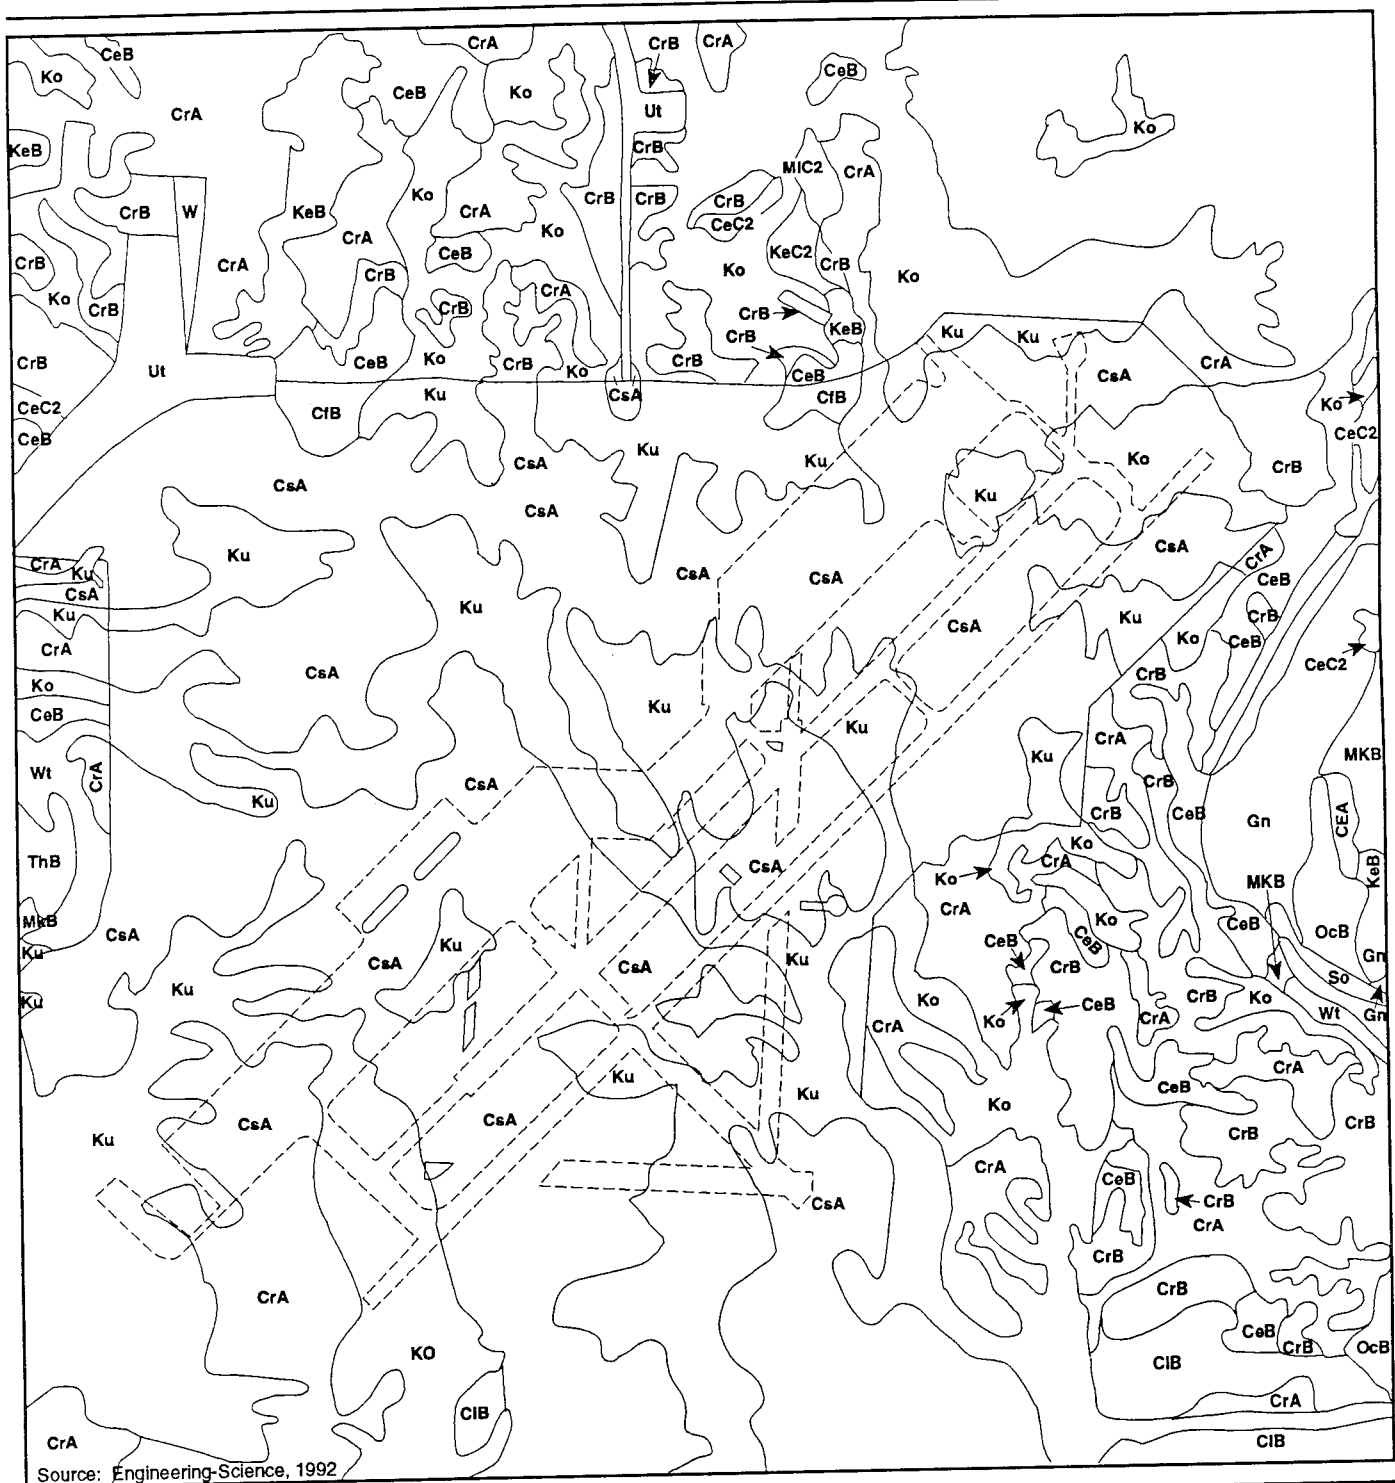 CrA
CrB
CrA
CeB
Ko
CeB
Ko
CeB
CrA
Ut
Ko
KeB
CrB
MlC2
CrA
CrB
W
KeB
Ko
CrA
CrB
CrB
CrB
CeC2
CrA
Ko
CeB
KeC2
CrB
CrB
CrA
CrB
Ko
Ko
Ko
CrA
CrB
CrB
CrB
KeB
Ku
Ku
CrB
CrB
Ut
CeB
Ko
CrB
Ko
CrB
CeB
CsA
CrA
CeC2
CfB
Ku
CsA
CfB
Ko
CeB
Ku
Ku
Ko
CeC2
CsA
CsA
CrB
CsA
Ku
Ku
CsA
CrA
CrA
Ku
CsA
CsA
CeB
CsA
Ku
Ku
CsA
Ku
CrB
CrA
Ko
CeB
CeC2
Ko
CsA
CrB
CeB
Ku
Ku
CrA
Wt
CrA
CsA
Ku
MKB
Ku
CrB
CrB
CeB
Gn
CEA
ThB
CsA
Ko
CrA
KeB
Ko
MKB
MkB
CrA
Ko
CeB
CsA
Ku
CeB
CeB
OcB
Ku
CsA
CsA
Ku
CrB
Gn
So
Ku
Ku
Ko
CeB
CrB
Ko
CrA
Ko
CrA
Wt
Gn
Ku
CrA
Ku
CeB
Ko
CsA
CsA
CrB
CrB
Ku
CrA
CeB
CsA
CrB
CrA
CrB
CrB
CrA
CeB
CrB
OcB
KO
ClB
ClB
CrA
CrA
ClB
Source: Engineering-Science, 1992